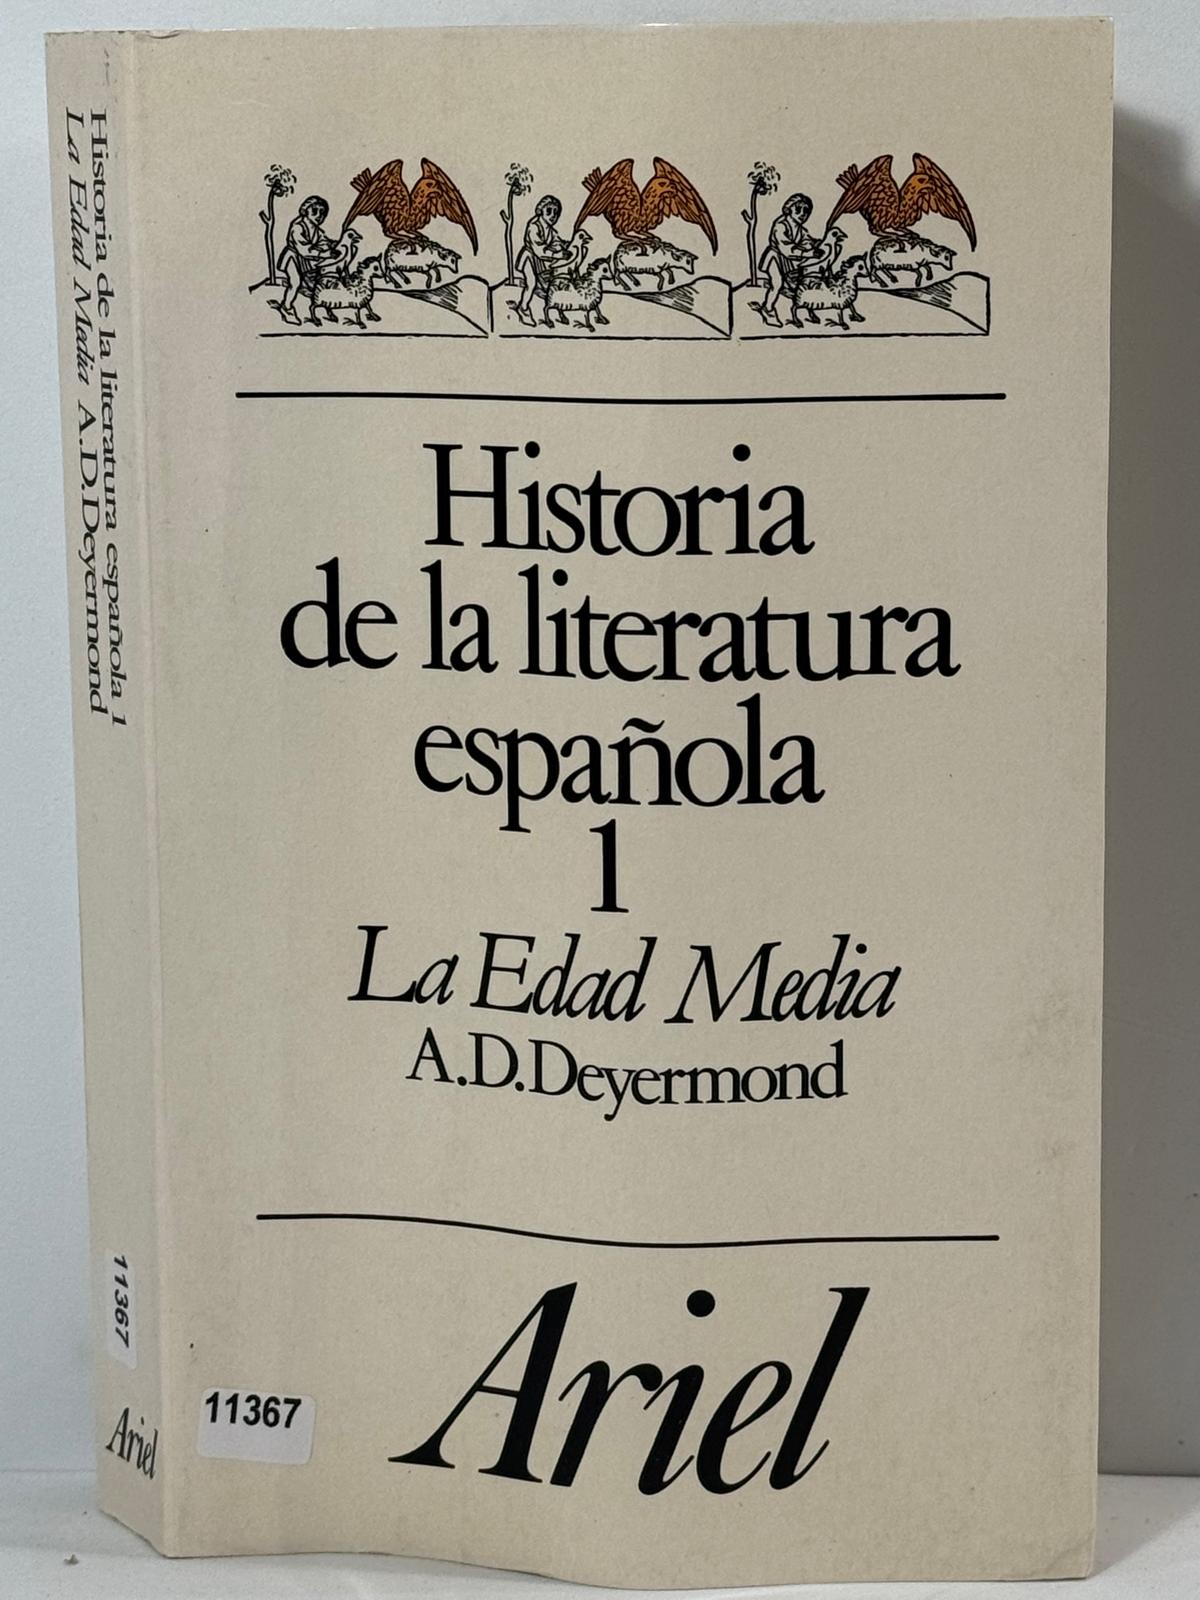 Historia de la literatura española 1
La Edad Media A.D.Deyermond
11367
Ariel
Historia
de la literatura
española
1
La Edad Media
A.D.Deyermond
Ariel
11367